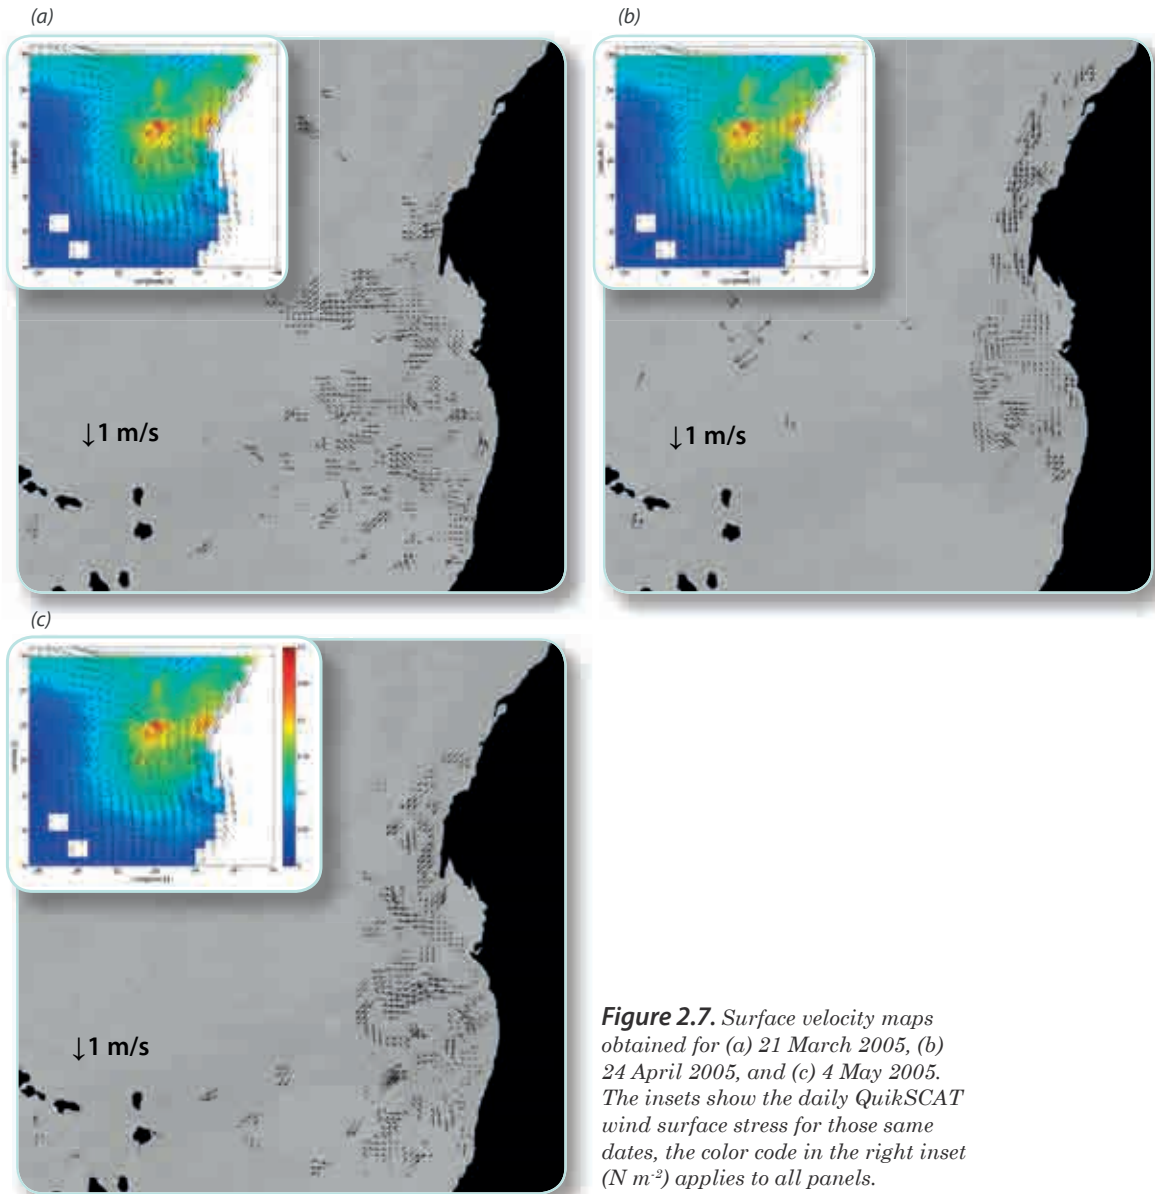 (a)
(b)
↓1 m/s
↓1 m/s
(c)
↓1 m/s
Figure 2.7. Surface velocity maps
obtained for (a) 21 March 2005, (b)
24 April 2005, and (c) 4 May 2005.
The insets show the daily QuikSCAT
wind surface stress for those same
dates, the color code in the right inset
(N m-2) applies to all panels.